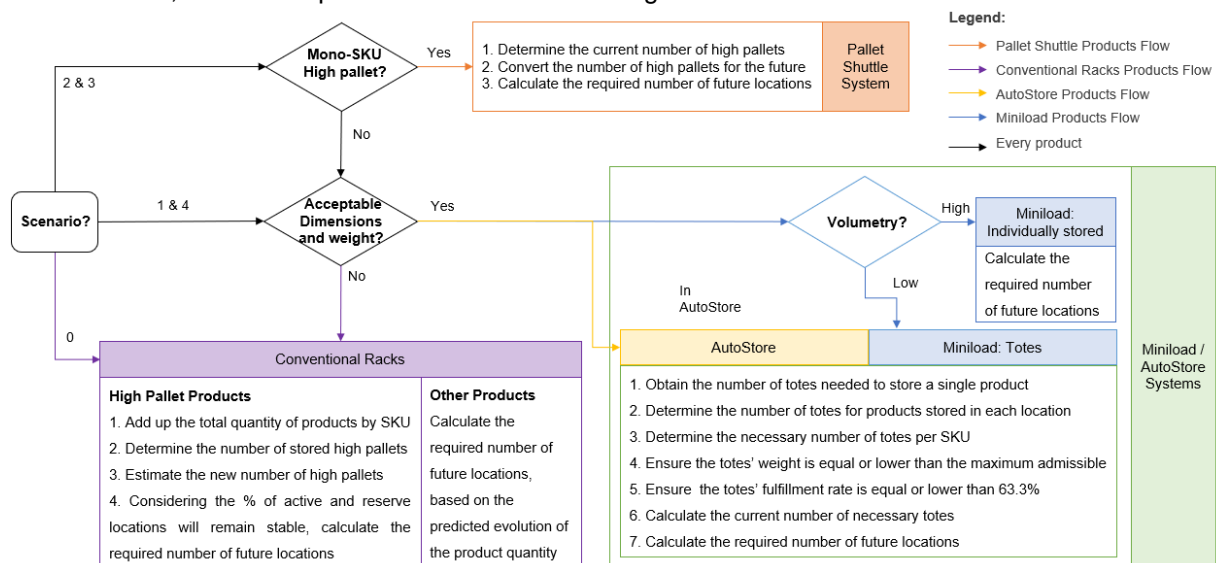 Legend:
Pallet Shuttle Products Flow
Conventional Racks Products Flow
AutoStore Products Flow
Miniload Products Flow
Every product
Mono-SKU
High pallet?
Yes
1. Determine the current number of high pallets
2. Convert the number of high pallets for the future
3. Calculate the required number of future locations
Pallet
Shuttle
System
2 & 3
No
Scenario?
1 & 4
Acceptable
Dimensions
and weight?
Yes
Volumetry?
High
Miniload:
Individually stored
Calculate the
required number
of future locations
No
Low
In
AutoStore
0
Conventional Racks
High Pallet Products
1. Add up the total quantity of products by SKU
2. Determine the number of stored high pallets
3. Estimate the new number of high pallets
4. Considering the % of active and reserve
locations will remain stable, calculate the
required number of future locations
Other Products
Calculate the
required number of
future locations,
based on the
predicted evolution of
the product quantity
AutoStore
Miniload: Totes
1. Obtain the number of totes needed to store a single product
2. Determine the number of totes for products stored in each location
3. Determine the necessary number of totes per SKU
4. Ensure the totes' weight is equal or lower than the maximum admissible
5. Ensure the totes' fulfillment rate is equal or lower than 63.3%
6. Calculate the current number of necessary totes
7. Calculate the required number of future locations
Miniload /
AutoStore
Systems